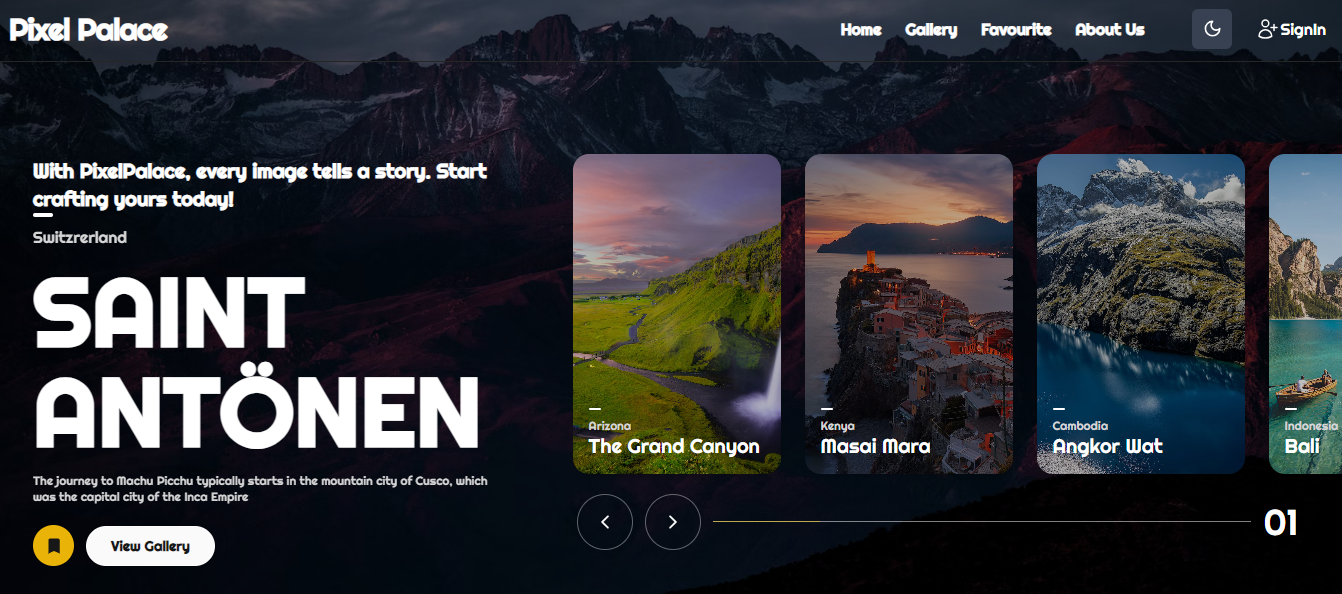 Pixel Palace
Home Gallery Favourite About Us SignIn
With PixelPalace, every image tells a story. Start
crafting yours today!
Switzrerland
SAINT
ANTÖNEN
The journey to Machu Picchu typically starts in the mountain city of Cusco, which
was the capital city of the Inca Empire
View Gallery
Arizona
The Grand Canyon
Kenya
Masai Mara
Cambodia
Angkor Wat
Indonesia
Bali
01